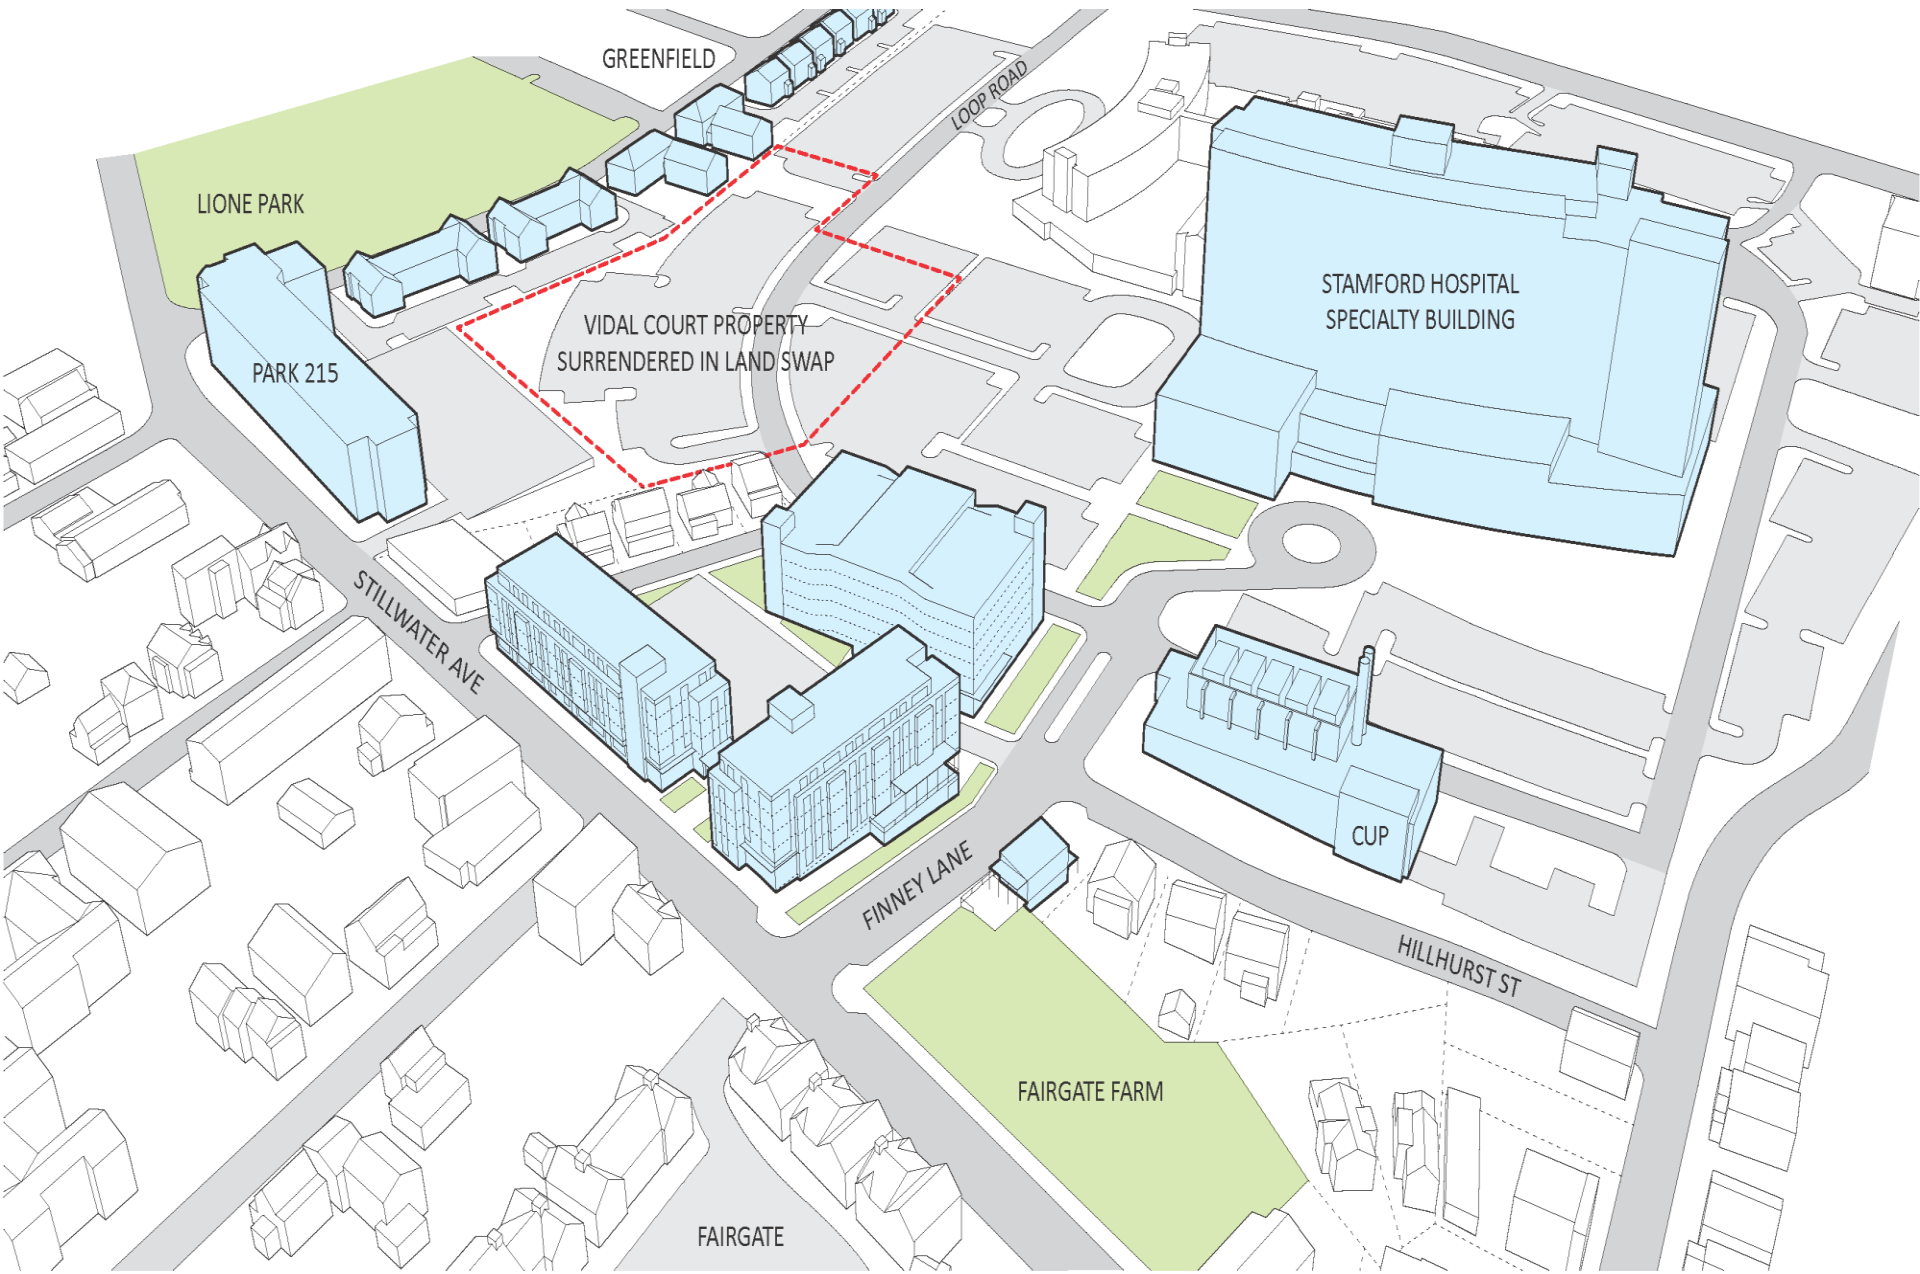 GREENFIELD
LOOP ROAD
LIONE PARK
STAMFORD HOSPITAL
SPECIALTY BUILDING
VIDAL COURT PROPERTY
SURRENDERED IN LAND SWAP
PARK 215
STILLWATER AVE
CUP
FINNEY LANE
HILLHURST ST
FAIRGATE FARM
FAIRGATE